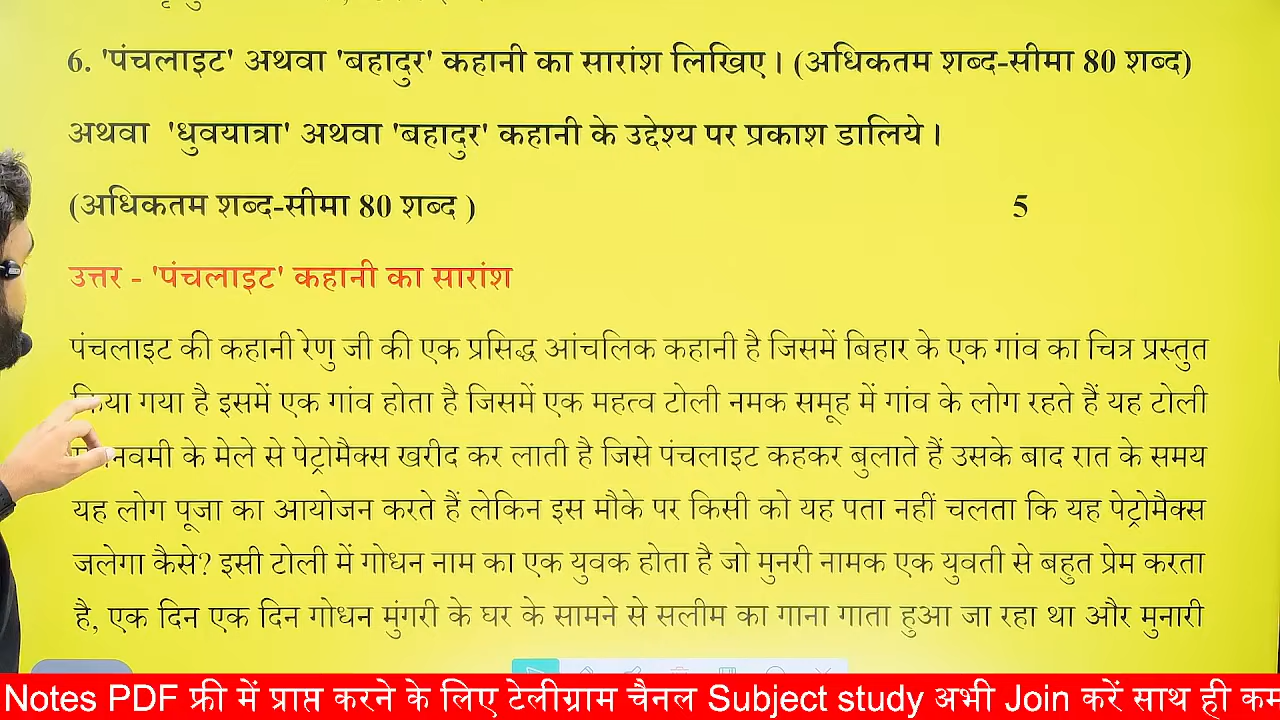 6. 'पंचलाइट' अथवा 'बहादुर' कहानी का सारांश लिखिए। (अधिकतम शब्द-सीमा 80 शब्द)
अथवा 'धुवयात्रा' अथवा 'बहादुर' कहानी के उद्देश्य पर प्रकाश डालिये।
(अधिकतम शब्द-सीमा 80 शब्द ) 5
उत्तर - 'पंचलाइट' कहानी का सारांश
पंचलाइट की कहानी रेणु जी की एक प्रसिद्ध आंचलिक कहानी है जिसमें बिहार के एक गांव का चित्र प्रस्तुत
किया गया है इसमें एक गांव होता है जिसमें एक महत्व टोली नमक समूह में गांव के लोग रहते हैं यह टोली
के मेले से पेट्रोमैक्स खरीद कर लाती है जिसे पंचलाइट कहकर बुलाते हैं उसके बाद रात के समय
यह लोग पूजा का आयोजन करते हैं लेकिन इस मौके पर किसी को यह पता नहीं चलता कि यह पेट्रोमैक्स
जलेगा कैसे? इसी टोली में गोधन नाम का एक युवक होता है जो मुनरी नामक एक युवती से बहुत प्रेम करता
है, एक दिन एक दिन गोधन मुंगरी के घर के सामने से सलीम का गाना गाता हुआ जा रहा था और मुनारी
Notes PDF फ्री में प्राप्त करने के लिए टेलीग्राम चैनल Subject study अभी Join करें साथ ही कम